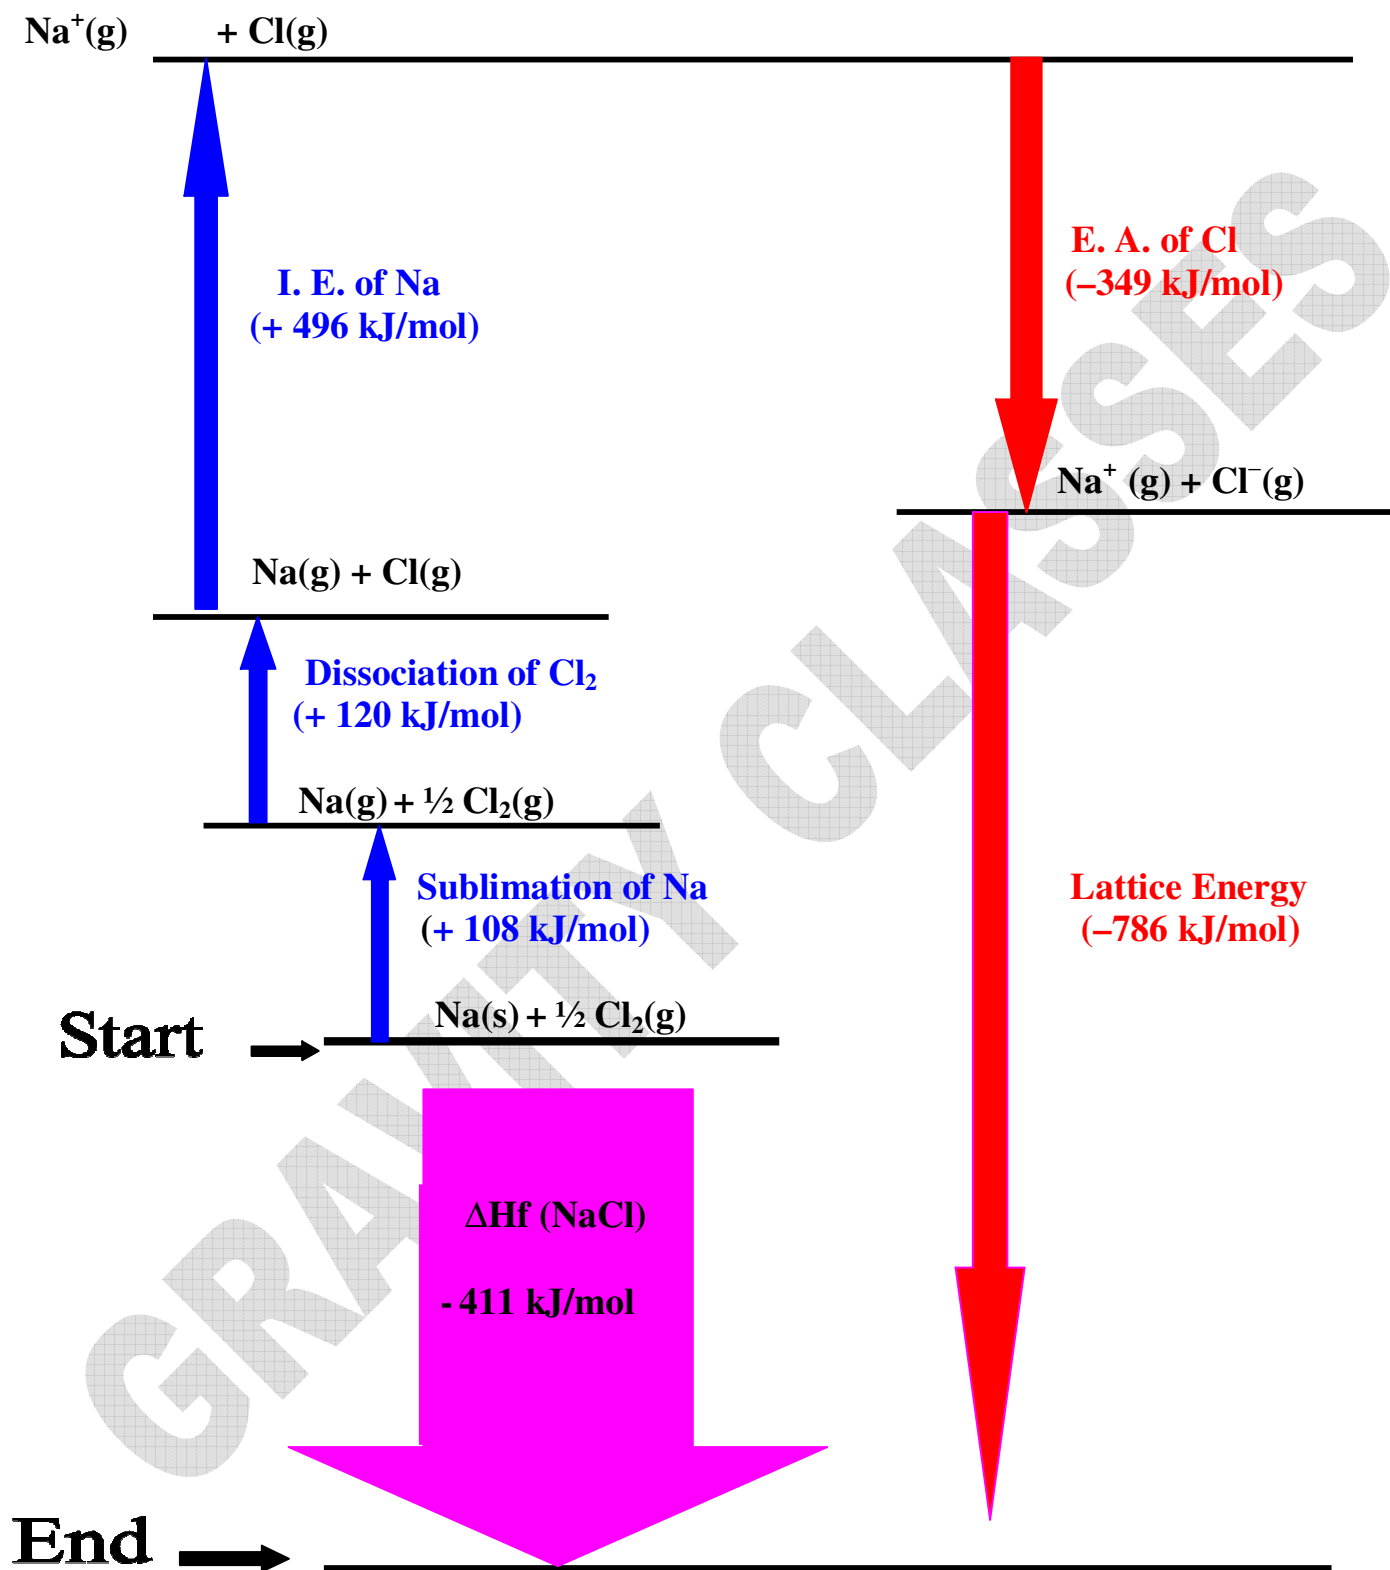 Na⁺(g) + Cl(g)
E. A. of Cl
(–349 kJ/mol)
I. E. of Na
(+ 496 kJ/mol)
Na⁺ (g) + Cl⁻(g)
Na(g) + Cl(g)
Dissociation of Cl₂
(+ 120 kJ/mol)
Na(g) + ½ Cl₂(g)
Sublimation of Na
(+ 108 kJ/mol)
Lattice Energy
(–786 kJ/mol)
Na(s) + ½ Cl₂(g)
Start
ΔHf (NaCl)
- 411 kJ/mol
End
GRAVITY CLASSES